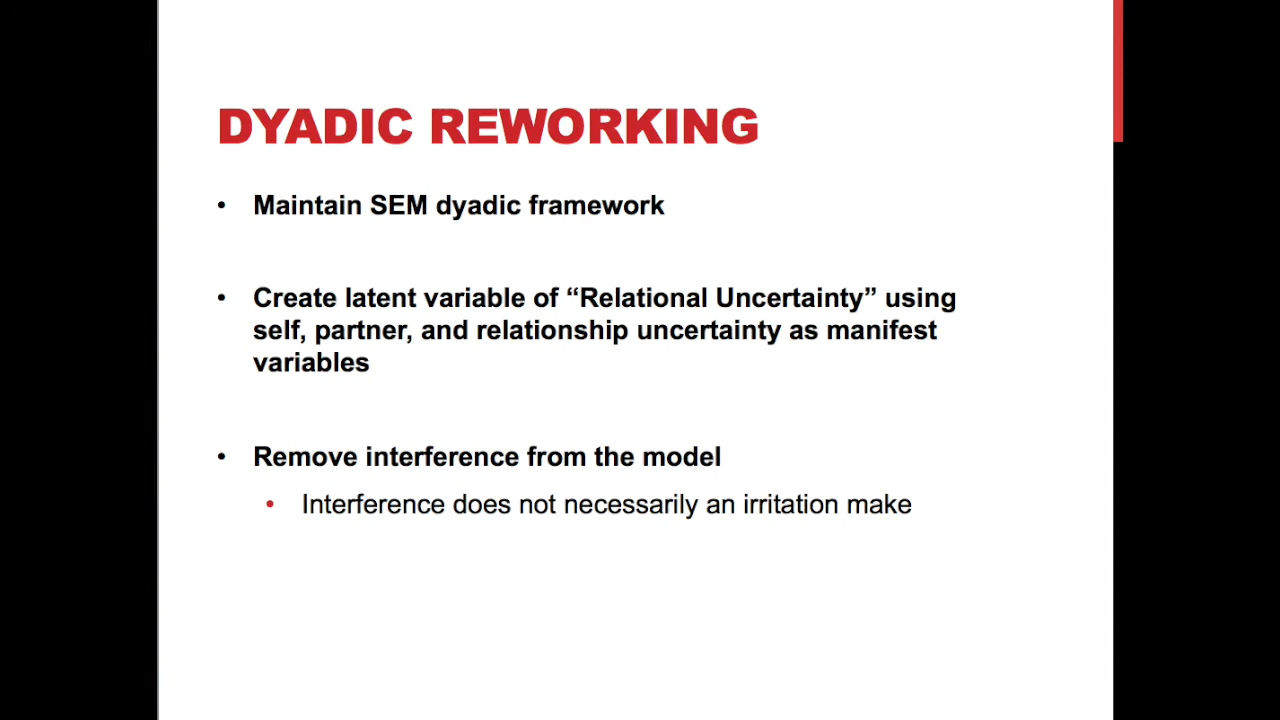 DYADIC REWORKING
• Maintain SEM dyadic framework
• Create latent variable of “Relational Uncertainty” using
self, partner, and relationship uncertainty as manifest
variables
• Remove interference from the model
• Interference does not necessarily an irritation make